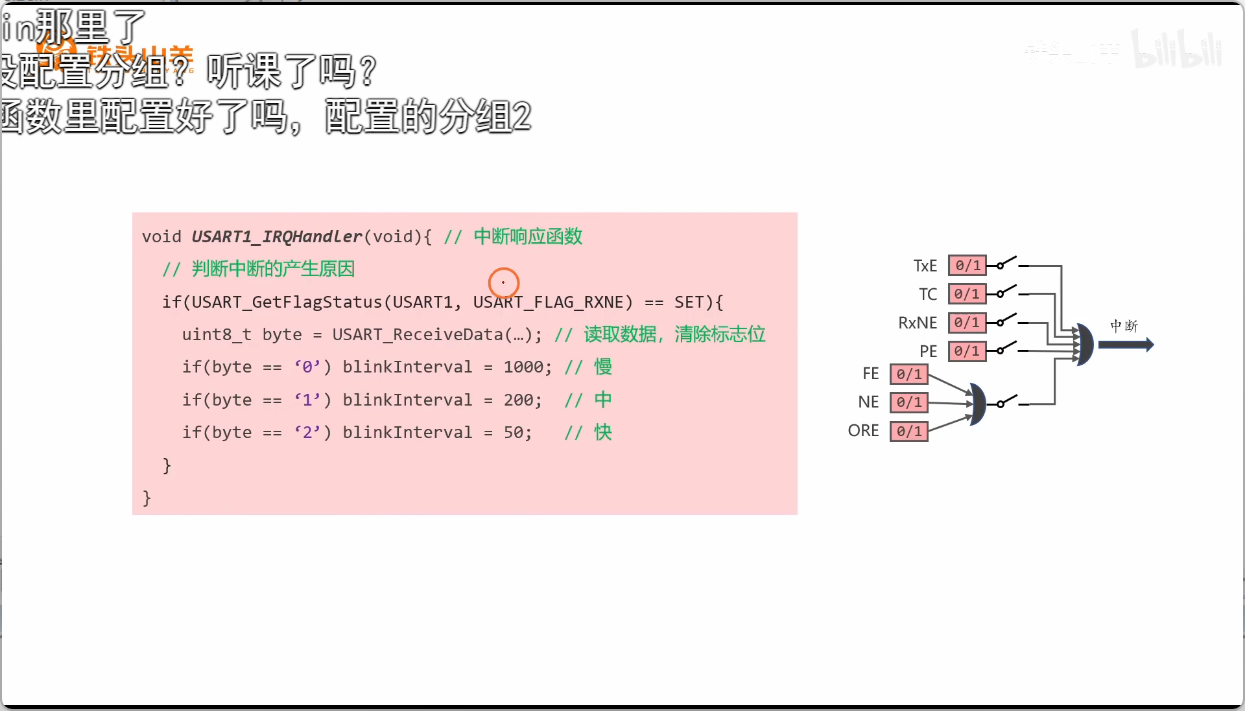 in那里了
铁头山羊
没配置分组？听课了吗？
函数里配置好了吗，配置的分组2
bilibili
void USART1_IRQHandler(void){ // 中断响应函数
// 判断中断的产生原因
if(USART_GetFlagStatus(USART1, USART_FLAG_RXNE) == SET){
uint8_t byte = USART_ReceiveData(…); // 读取数据，清除标志位
if(byte == ‘0’) blinkInterval = 1000; // 慢
if(byte == ‘1’) blinkInterval = 200; // 中
if(byte == ‘2’) blinkInterval = 50; // 快
}
}
TxE 0/1
TC 0/1
RxNE 0/1
PE 0/1
FE 0/1
NE 0/1
ORE 0/1
中断